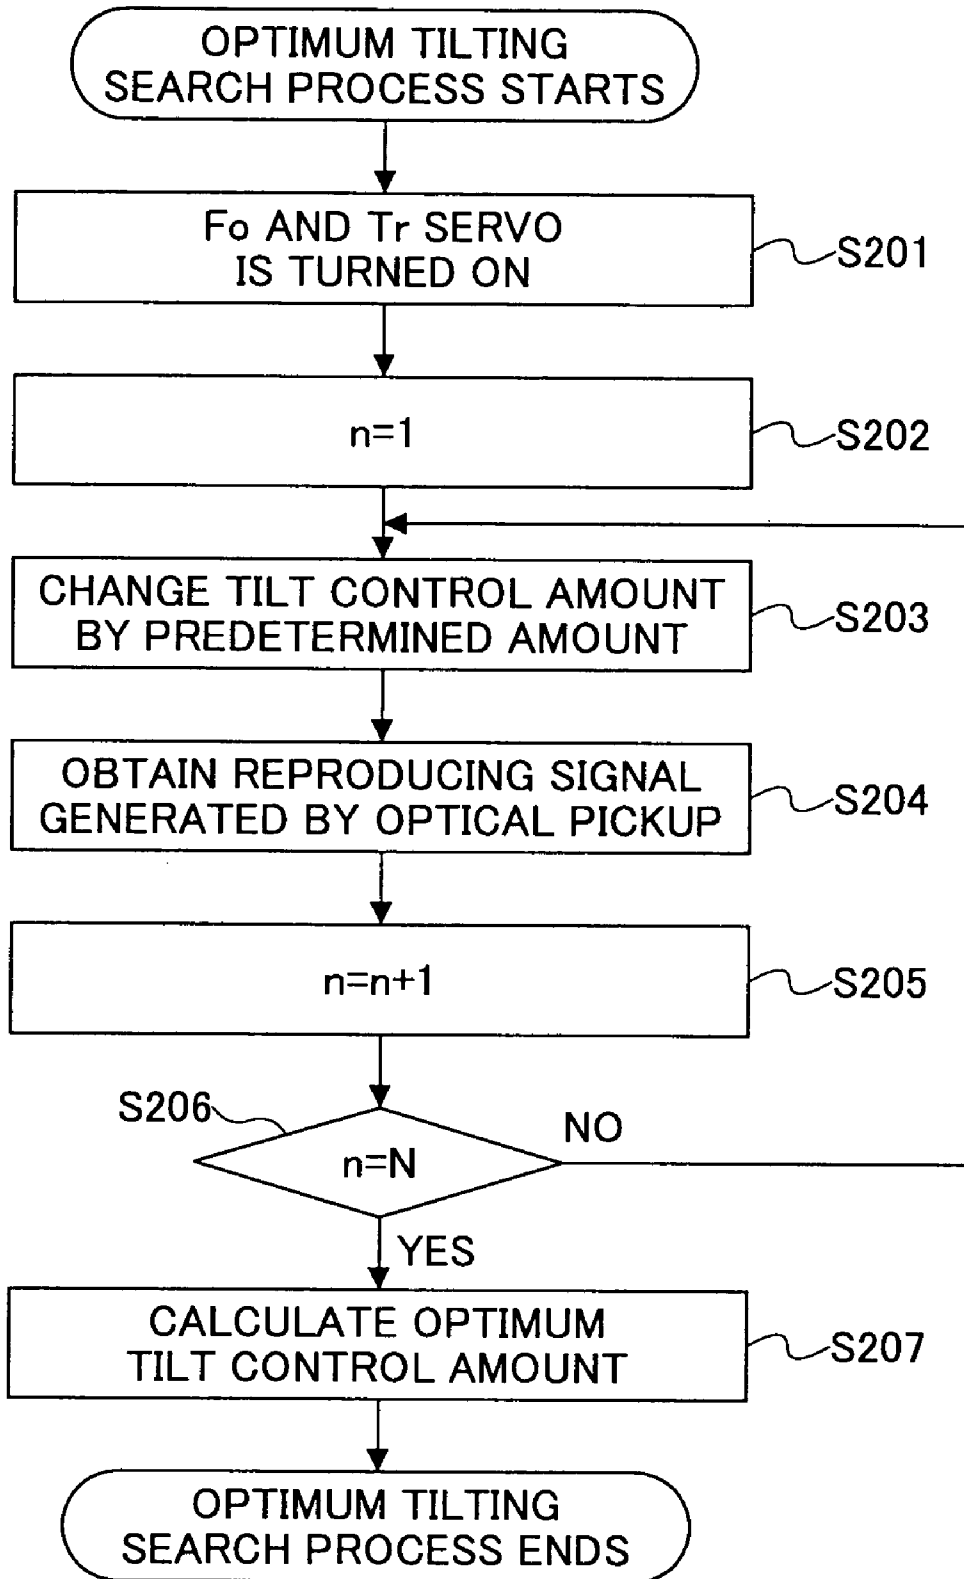 OPTIMUM TILTING
SEARCH PROCESS STARTS
Fo AND Tr SERVO
IS TURNED ON
S201
n=1
S202
CHANGE TILT CONTROL AMOUNT
BY PREDETERMINED AMOUNT
S203
OBTAIN REPRODUCING SIGNAL
GENERATED BY OPTICAL PICKUP
S204
n=n+1
S205
S206
n=N
NO
YES
CALCULATE OPTIMUM
TILT CONTROL AMOUNT
S207
OPTIMUM TILTING
SEARCH PROCESS ENDS